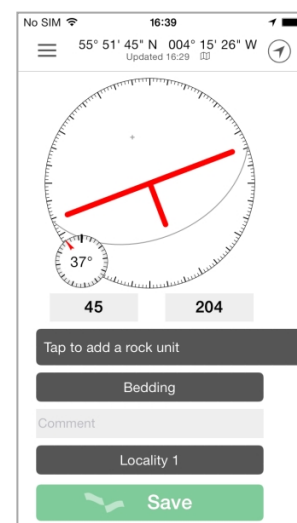 No SIM 16:39
55° 51' 45" N 004° 15' 26" W
Updated 16:29
37°
45 204
Tap to add a rock unit
Bedding
Comment
Locality 1
Save